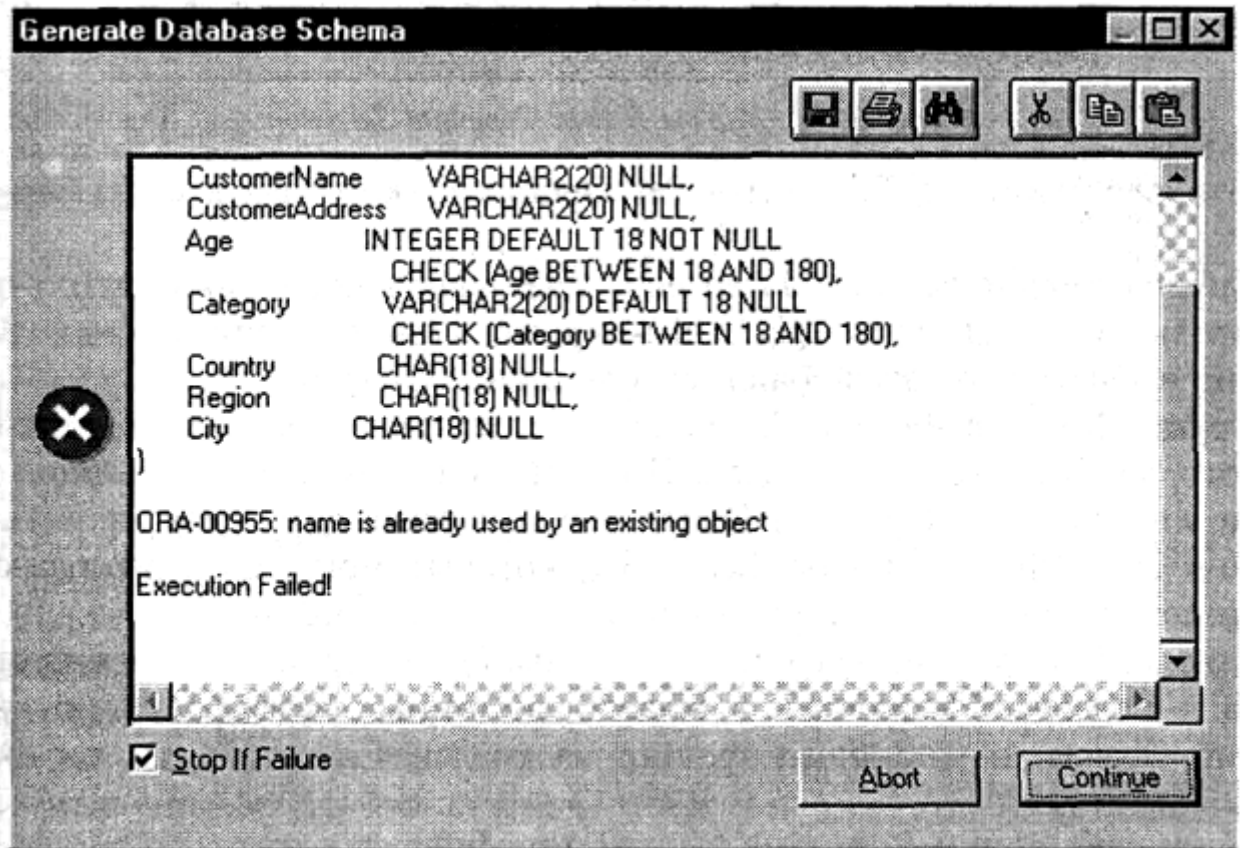 Generate Database Schema
CustomerName VARCHAR2(20) NULL,
CustomerAddress VARCHAR2(20) NULL,
Age INTEGER DEFAULT 18 NOT NULL
CHECK (Age BETWEEN 18 AND 180),
Category VARCHAR2(20) DEFAULT 18 NULL
CHECK (Category BETWEEN 18 AND 180),
Country CHAR(18) NULL,
Region CHAR(18) NULL,
City CHAR(18) NULL
)
ORA-00955: name is already used by an existing object
Execution Failed!
Stop If Failure
Abort
Continue